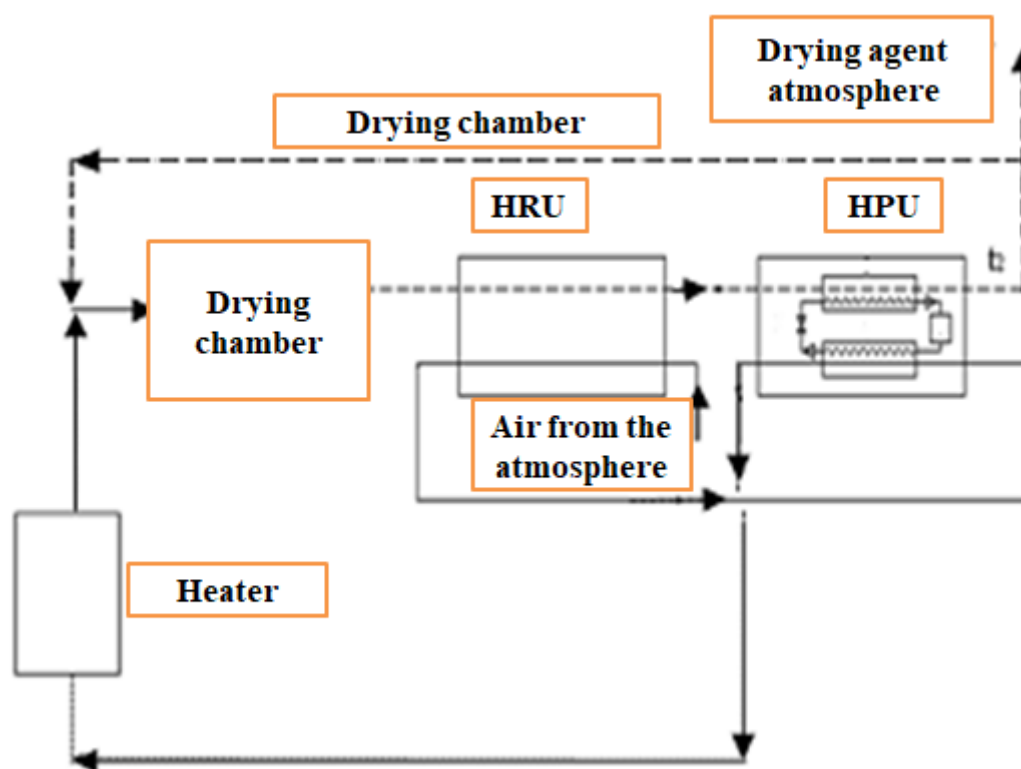 Drying agent
atmosphere
Drying chamber
HRU
HPU
Drying
chamber
Air from the
atmosphere
Heater